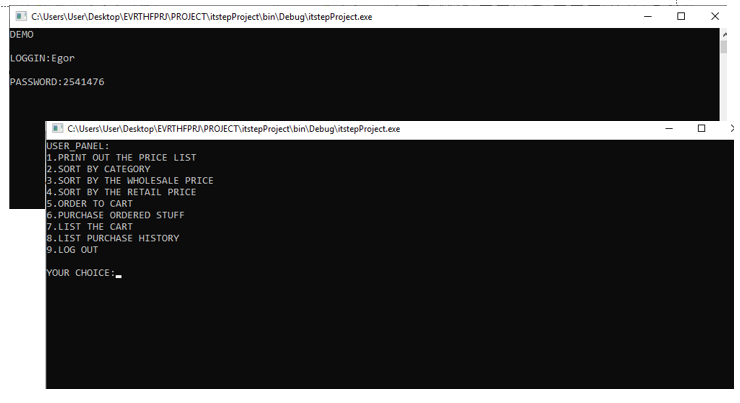 C:\Users\User\Desktop\EVRTHFPRJ\PROJECT\itstepProject\bin\Debug\itstepProject.exe
DEMO
LOGGIN:Egor
PASSWORD:2541476
C:\Users\User\Desktop\EVRTHFPRJ\PROJECT\itstepProject\bin\Debug\itstepProject.exe
USER_PANEL:
1.PRINT OUT THE PRICE LIST
2.SORT BY CATEGORY
3.SORT BY THE WHOLESALE PRICE
4.SORT BY THE RETAIL PRICE
5.ORDER TO CART
6.PURCHASE ORDERED STUFF
7.LIST THE CART
8.LIST PURCHASE HISTORY
9.LOG OUT
YOUR CHOICE: